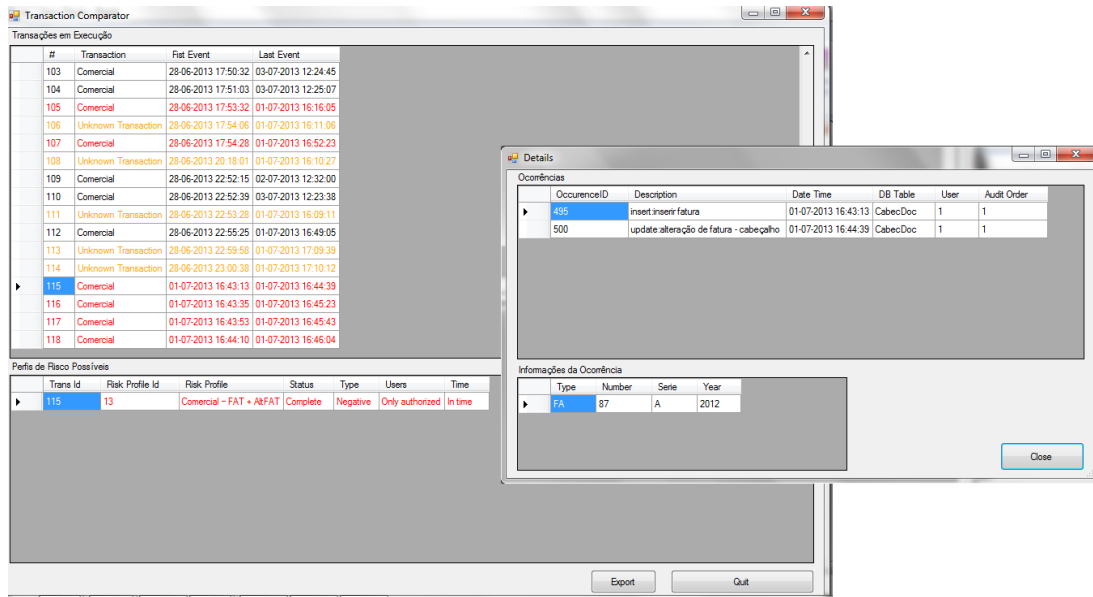 Transaction Comparator
Transações em Execução
# Transaction Fist Event Last Event
103 Comercial 28-06-2013 17:50:32 03-07-2013 12:24:45
104 Comercial 28-06-2013 17:51:03 03-07-2013 12:25:07
105 Comercial 28-06-2013 17:53:32 01-07-2013 16:16:05
106 Unknown Transaction 28-06-2013 17:54:06 01-07-2013 16:11:06
107 Comercial 28-06-2013 17:54:28 01-07-2013 16:52:23
108 Unknown Transaction 28-06-2013 20:18:01 01-07-2013 16:10:27
109 Comercial 28-06-2013 22:52:15 02-07-2013 12:32:00
110 Comercial 28-06-2013 22:52:39 03-07-2013 12:23:38
111 Unknown Transaction 28-06-2013 22:53:28 01-07-2013 16:09:11
112 Comercial 28-06-2013 22:55:25 01-07-2013 16:49:05
113 Unknown Transaction 28-06-2013 22:59:58 01-07-2013 17:09:39
114 Unknown Transaction 28-06-2013 23:00:38 01-07-2013 17:10:12
115 Comercial 01-07-2013 16:43:13 01-07-2013 16:44:39
116 Comercial 01-07-2013 16:43:35 01-07-2013 16:45:23
117 Comercial 01-07-2013 16:43:53 01-07-2013 16:45:43
118 Comercial 01-07-2013 16:44:10 01-07-2013 16:46:04
Perfis de Risco Possíveis
Trans Id Risk Profile Id Risk Profile Status Type Users Time
115 13 Comercial – FAT + AltFAT Complete Negative Only authorized In time
Export Quit
Details
Ocorrências
OccurenceID Description Date Time DB Table User Audit Order
495 insert:inserir fatura 01-07-2013 16:43:13 CabecDoc 1 1
500 update:alteração de fatura - cabeçalho 01-07-2013 16:44:39 CabecDoc 1 1
Informações da Ocorrência
Type Number Serie Year
FA 87 A 2012
Close